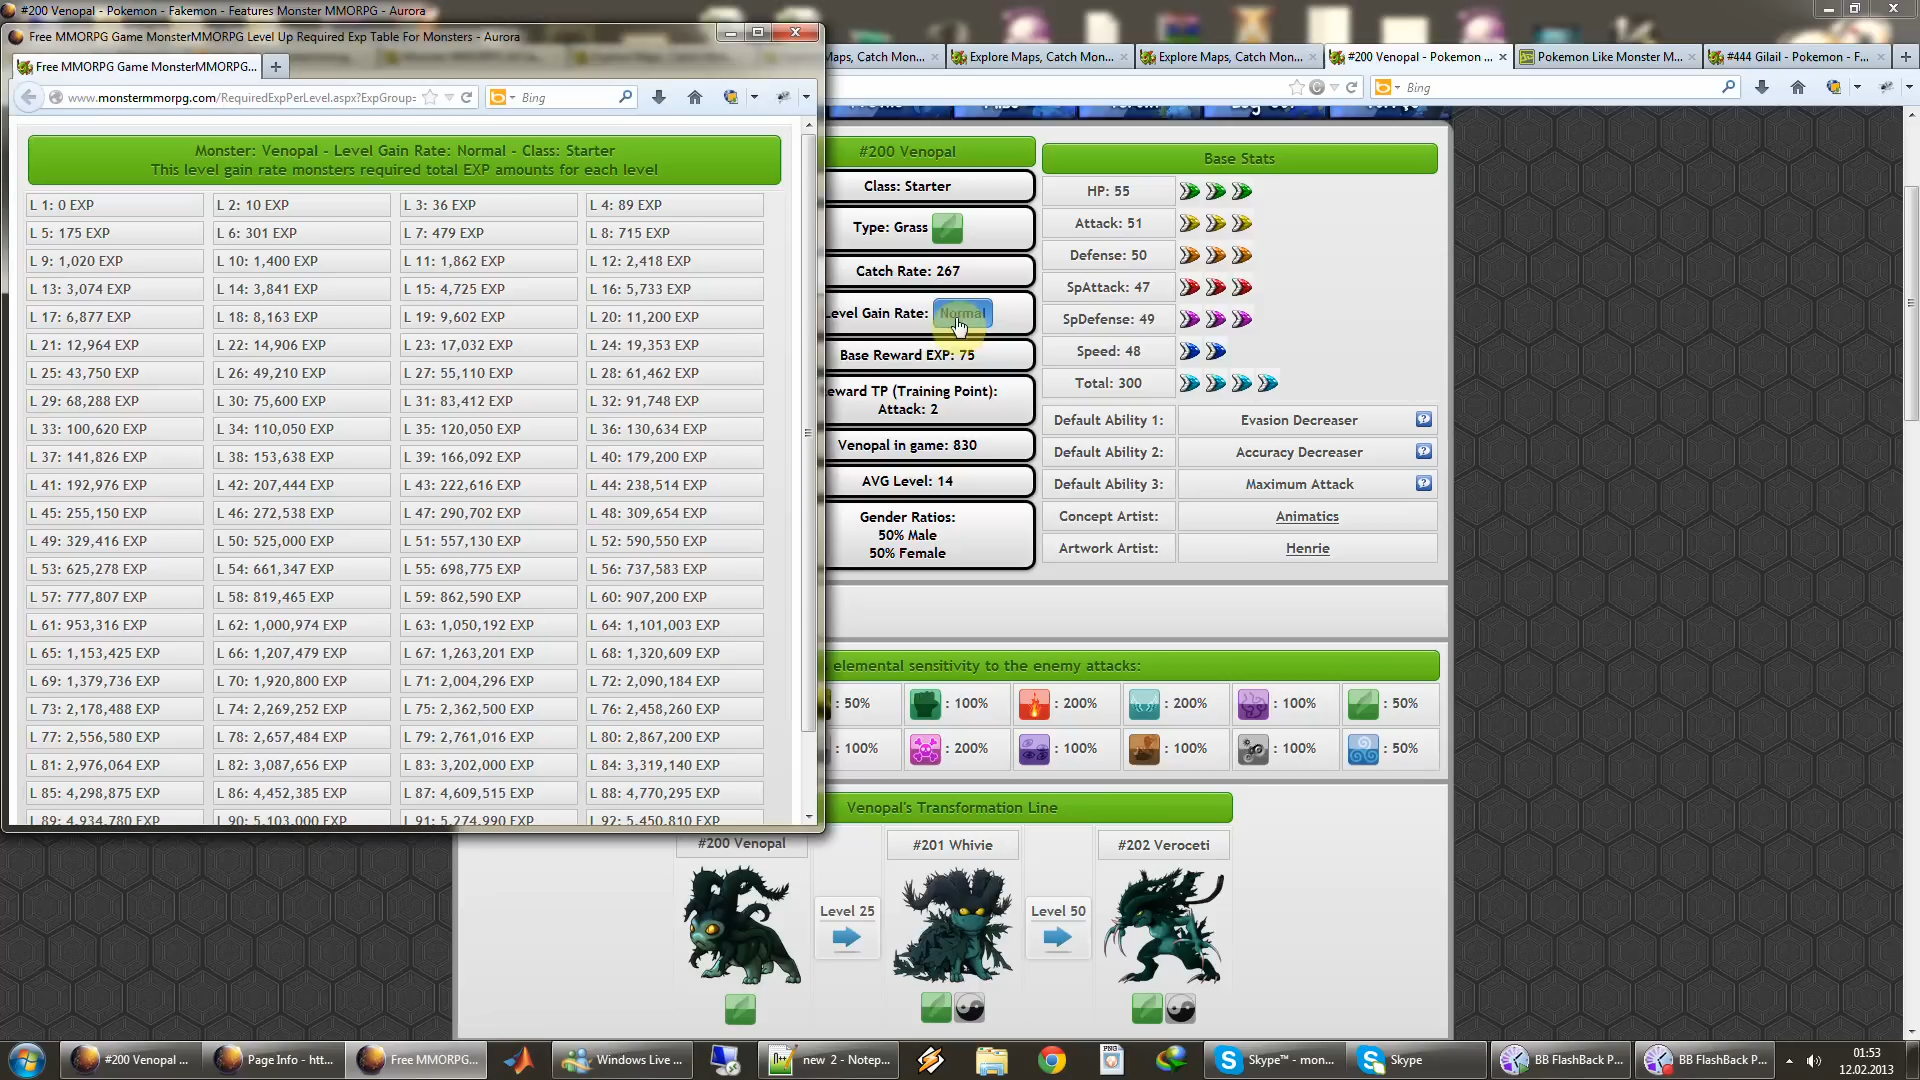 #200 Venopal - Pokemon - Fakemon - Features Monster MMORPG - Aurora
Free MMORPG Game MonsterMMORPG Level Up Required Exp Table For Monsters - Aurora
Free MMORPG Game MonsterMMORPG...
Maps, Catch Mon...
Explore Maps, Catch Mon...
Explore Maps, Catch Mon...
#200 Venopal - Pokemon ...
Pokemon Like Monster M...
#444 Gilail - Pokemon - F...
www.monstermmorpg.com/RequiredExpPerLevel.aspx?ExpGroup=
Bing
Bing
Monster: Venopal - Level Gain Rate: Normal - Class: Starter
This level gain rate monsters required total EXP amounts for each level
L 1: 0 EXP L 2: 10 EXP L 3: 36 EXP L 4: 89 EXP
L 5: 175 EXP L 6: 301 EXP L 7: 479 EXP L 8: 715 EXP
L 9: 1,020 EXP L 10: 1,400 EXP L 11: 1,862 EXP L 12: 2,418 EXP
L 13: 3,074 EXP L 14: 3,841 EXP L 15: 4,725 EXP L 16: 5,733 EXP
L 17: 6,877 EXP L 18: 8,163 EXP L 19: 9,602 EXP L 20: 11,200 EXP
L 21: 12,964 EXP L 22: 14,906 EXP L 23: 17,032 EXP L 24: 19,353 EXP
L 25: 43,750 EXP L 26: 49,210 EXP L 27: 55,110 EXP L 28: 61,462 EXP
L 29: 68,288 EXP L 30: 75,600 EXP L 31: 83,412 EXP L 32: 91,748 EXP
L 33: 100,620 EXP L 34: 110,050 EXP L 35: 120,050 EXP L 36: 130,634 EXP
L 37: 141,826 EXP L 38: 153,638 EXP L 39: 166,092 EXP L 40: 179,200 EXP
L 41: 192,976 EXP L 42: 207,444 EXP L 43: 222,616 EXP L 44: 238,514 EXP
L 45: 255,150 EXP L 46: 272,538 EXP L 47: 290,702 EXP L 48: 309,654 EXP
L 49: 329,416 EXP L 50: 525,000 EXP L 51: 557,130 EXP L 52: 590,550 EXP
L 53: 625,278 EXP L 54: 661,347 EXP L 55: 698,775 EXP L 56: 737,583 EXP
L 57: 777,807 EXP L 58: 819,465 EXP L 59: 862,590 EXP L 60: 907,200 EXP
L 61: 953,316 EXP L 62: 1,000,974 EXP L 63: 1,050,192 EXP L 64: 1,101,003 EXP
L 65: 1,153,425 EXP L 66: 1,207,479 EXP L 67: 1,263,201 EXP L 68: 1,320,609 EXP
L 69: 1,379,736 EXP L 70: 1,920,800 EXP L 71: 2,004,296 EXP L 72: 2,090,184 EXP
L 73: 2,178,488 EXP L 74: 2,269,252 EXP L 75: 2,362,500 EXP L 76: 2,458,260 EXP
L 77: 2,556,580 EXP L 78: 2,657,484 EXP L 79: 2,761,016 EXP L 80: 2,867,200 EXP
L 81: 2,976,064 EXP L 82: 3,087,656 EXP L 83: 3,202,000 EXP L 84: 3,319,140 EXP
L 85: 4,298,875 EXP L 86: 4,452,385 EXP L 87: 4,609,515 EXP L 88: 4,770,295 EXP
L 89: 4,934,780 EXP L 90: 5,103,000 EXP L 91: 5,274,990 EXP L 92: 5,450,810 EXP
#200 Venopal
Class: Starter
Type: Grass
Catch Rate: 267
Level Gain Rate: Normal
Base Reward EXP: 75
eward TP (Training Point):
Attack: 2
Venopal in game: 830
AVG Level: 14
Gender Ratios:
50% Male
50% Female
Base Stats
HP: 55
Attack: 51
Defense: 50
SpAttack: 47
SpDefense: 49
Speed: 48
Total: 300
Default Ability 1: Evasion Decreaser
Default Ability 2: Accuracy Decreaser
Default Ability 3: Maximum Attack
Concept Artist: Animatics
Artwork Artist: Henrie
elemental sensitivity to the enemy attacks:
: 50% : 100% : 200% : 200% : 100% : 50%
: 100% : 200% : 100% : 100% : 100% : 50%
Venopal's Transformation Line
#200 Venopal
Level 25
#201 Whivie
Level 50
#202 Veroceti
#200 Venopal ...
Page Info - htt...
Free MMORPG...
Windows Live ...
new 2 - Notep...
Skype™ - mon...
Skype
BB FlashBack P...
BB FlashBack P...
01:53
12.02.2013